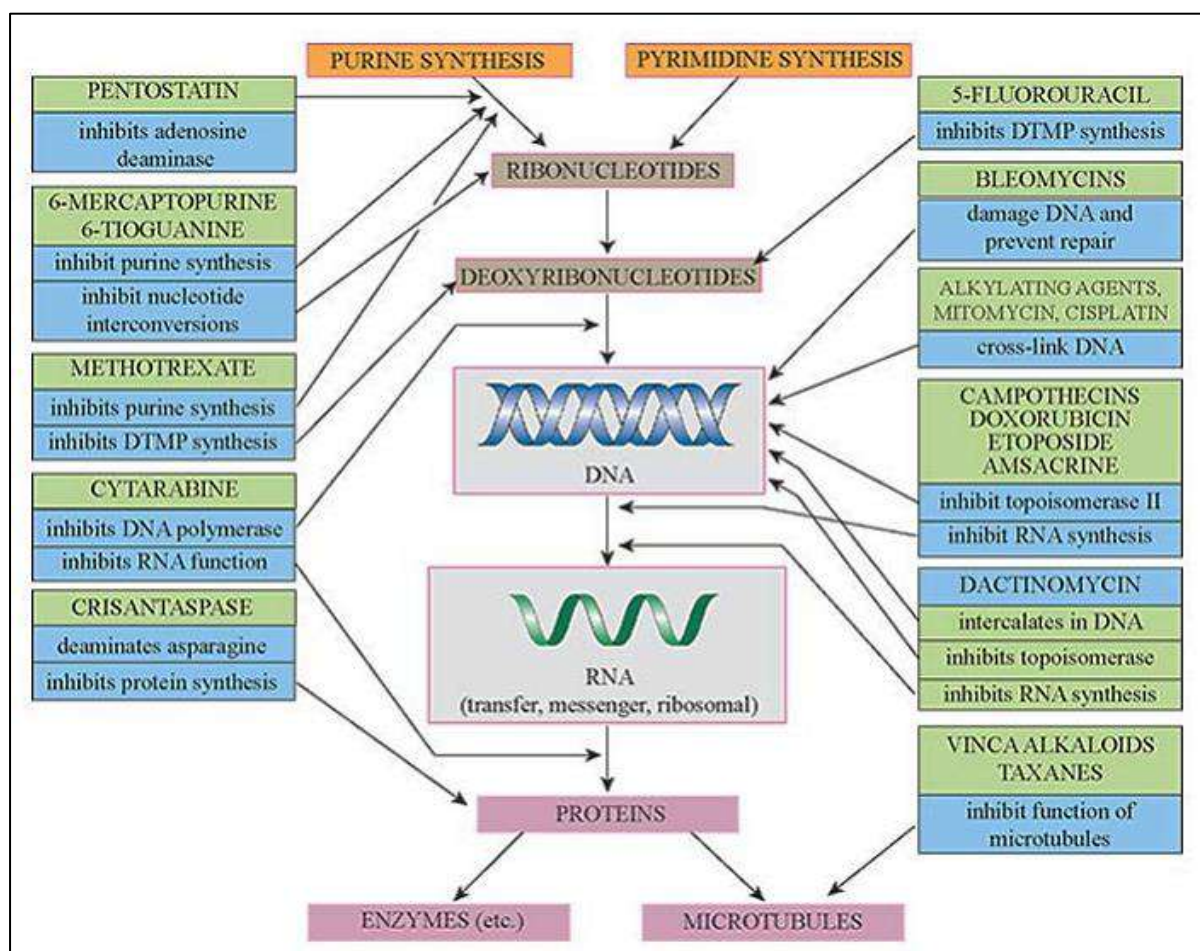 PURINE SYNTHESIS
PYRIMIDINE SYNTHESIS
PENTOSTATIN
inhibits adenosine
deaminase
6-MERCAPTOPURINE
6-TIOGUANINE
inhibit purine synthesis
inhibit nucleotide
interconversions
METHOTREXATE
inhibits purine synthesis
inhibits DTMP synthesis
CYTARABINE
inhibits DNA polymerase
inhibits RNA function
CRISANTASPASE
deaminates asparagine
inhibits protein synthesis
RIBONUCLEOTIDES
DEOXYRIBONUCLEOTIDES
DNA
RNA
(transfer, messenger, ribosomal)
PROTEINS
ENZYMES (etc.)
MICROTUBULES
5-FLUOROURACIL
inhibits DTMP synthesis
BLEOMYCINS
damage DNA and
prevent repair
ALKYLATING AGENTS,
MITOMYCIN, CISPLATIN
cross-link DNA
CAMPOTHECINS
DOXORUBICIN
ETOPOSIDE
AMSACRINE
inhibit topoisomerase II
inhibit RNA synthesis
DACTINOMYCIN
intercalates in DNA
inhibits topoisomerase
inhibits RNA synthesis
VINCA ALKALOIDS
TAXANES
inhibit function of
microtubules